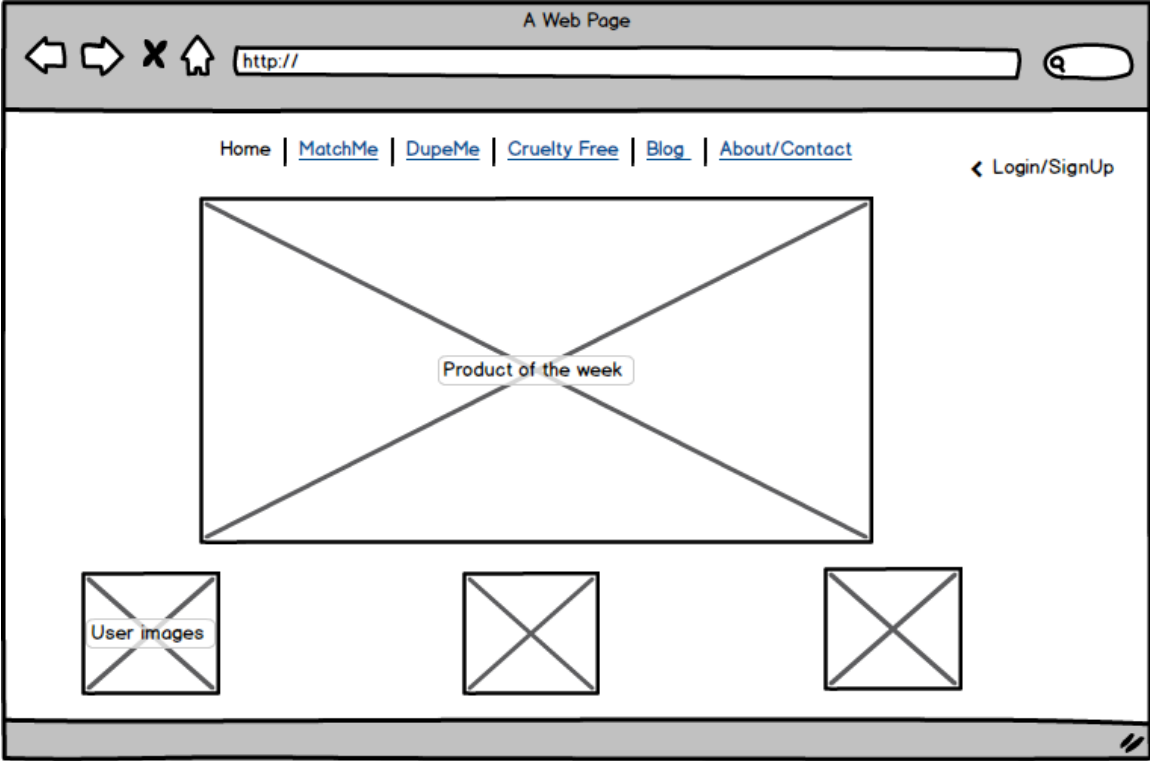 A Web Page
http://
Home | MatchMe | DupeMe | Cruelty Free | Blog | About/Contact
Login/SignUp
Product of the week
User images